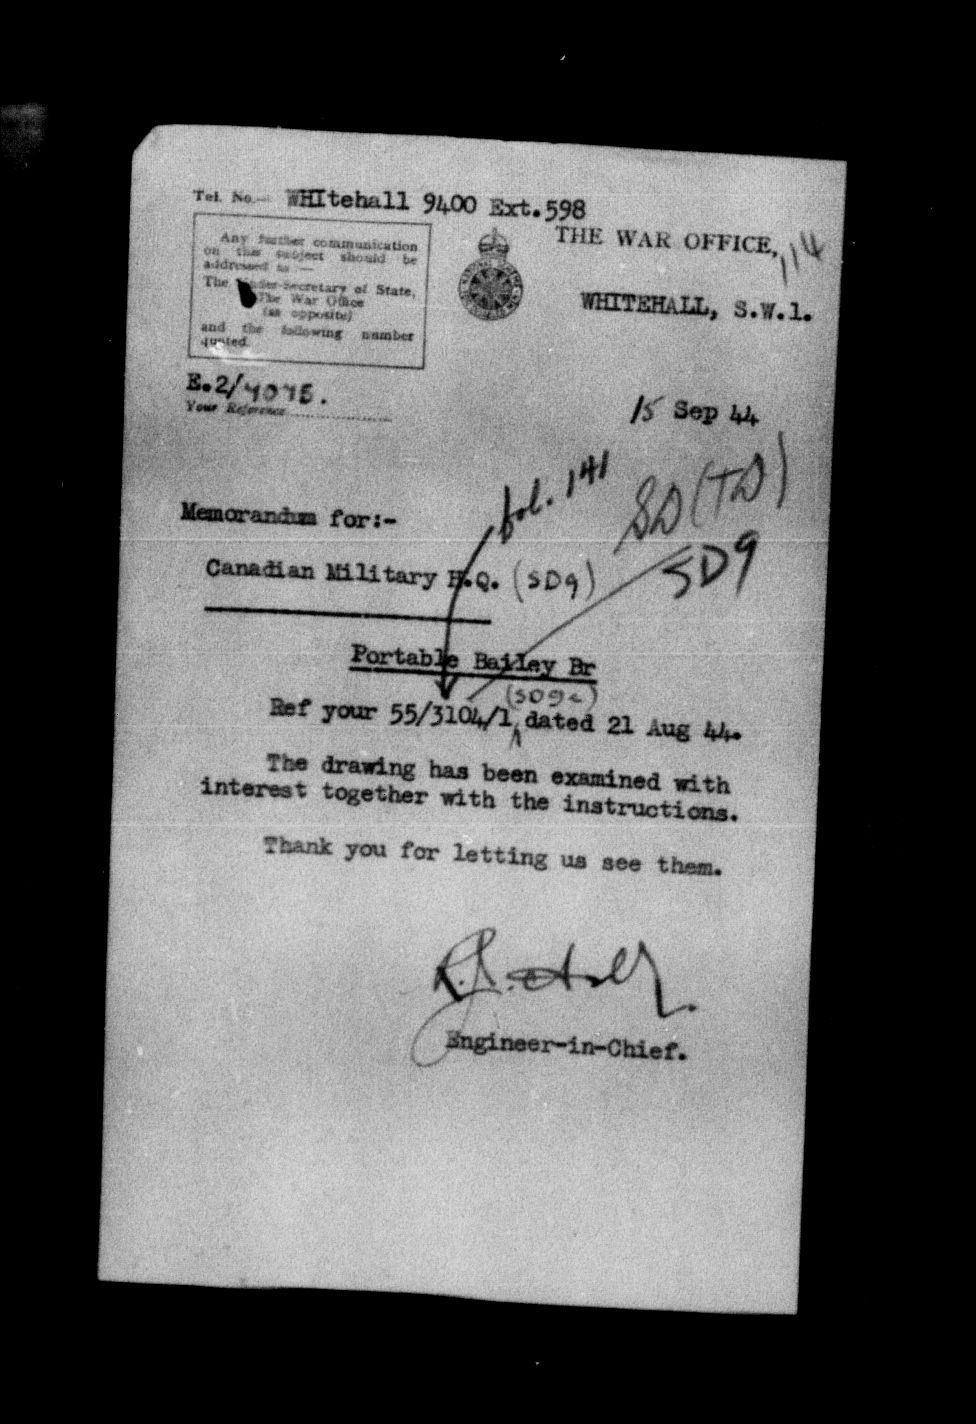 Tel. No.— WHItehall 9400 Ext.598
THE WAR OFFICE,
114
WHITEHALL, S.W.1.
Any further communication
on this subject should be
addressed to :—
The Under-Secretary of State,
The War Office
(as opposite)
and the following number
quoted.
E.2/4075.
Your Reference
15 Sep 44
fol. 141
SD(TD)
SD9
Memorandum for:-
Canadian Military H.Q. (SD9)
Portable Bailey Br
(SD9c)
Ref your 55/3104/1 dated 21 Aug 44.
The drawing has been examined with
interest together with the instructions.
Thank you for letting us see them.
Engineer-in-Chief.